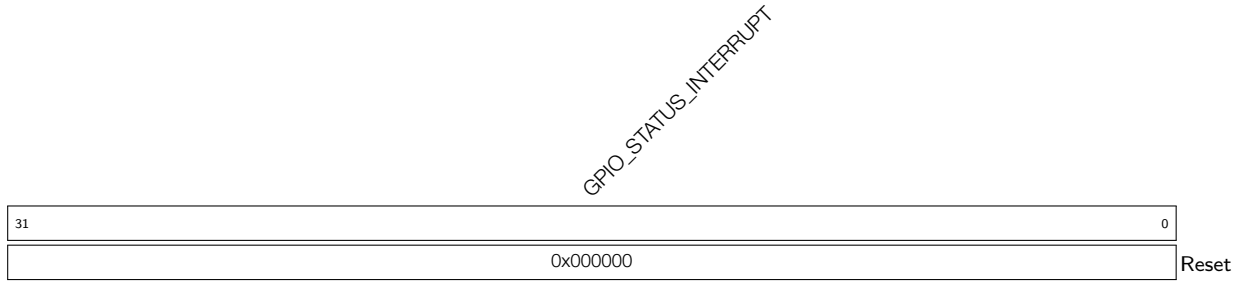 GPIO_STATUS_INTERRUPT
31 0
0x000000 Reset